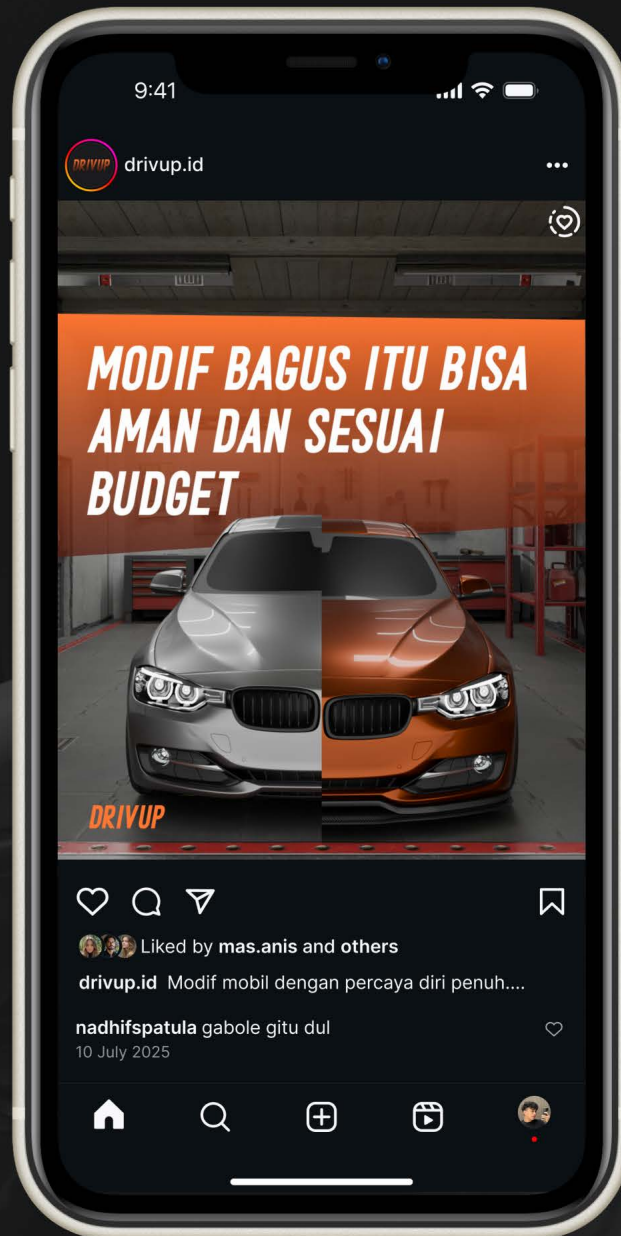 9:41
DRIVUP drivup.id
MODIF BAGUS ITU BISA
AMAN DAN SESUAI
BUDGET
DRIVUP
Liked by mas.anis and others
drivup.id Modif mobil dengan percaya diri penuh....
nadhifspatula gabole gitu dul
10 July 2025